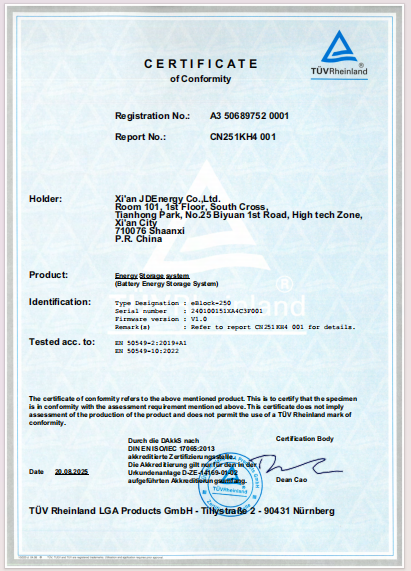 TÜVRheinland®
CERTIFICATE
of Conformity
Registration No.: A3 50689752 0001
Report No.: CN251KH4 001
Holder: Xi'an JDEnergy Co.,Ltd.
Room 101, 1st Floor, South Cross,
Tianhong Park, No.25 Biyuan 1st Road, High tech Zone,
Xi'an City
710076 Shaanxi
P.R. China
Product: Energy Storage system
(Battery Energy Storage System)
Identification: Type Designation : eBlock-250
Serial number : 240100151XA4C3F001
Firmware version : V1.0
Remark(s) : Refer to report CN251KH4 001 for details.
Tested acc. to: EN 50549-2:2019+A1
EN 50549-10:2022
The certificate of conformity refers to the above mentioned product. This is to certify that the specimen
is in conformity with the assessment requirement mentioned above. This certificate does not imply
assessment of the production of the product and does not permit the use of a TÜV Rheinland mark of
conformity.
Durch die DAkkS nach
DIN EN ISO/IEC 17065:2013
akkreditierte Zertifizierungsstelle.
Die Akkreditierung gilt nur für den in der
Urkundenanlage D-ZE-14169-01-02
aufgeführten Akkreditierungsumfang.
Certification Body
Date 20.08.2025
Dean Cao
TÜVRheinland
TÜV Rheinland LGA Products GmbH - Tillystraße 2 - 90431 Nürnberg